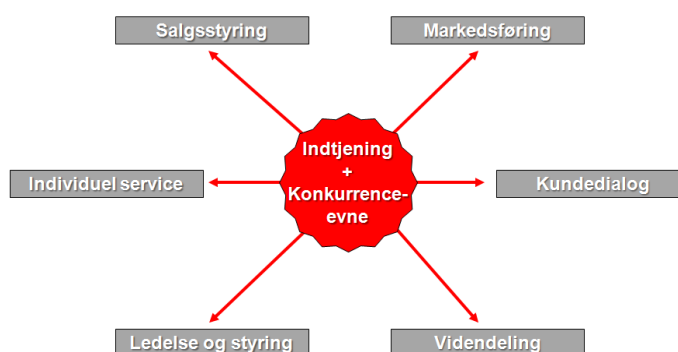 Salgsstyring
Markedsføring
Indtjening
+
Konkurrence-
evne
Individuel service
Kundedialog
Ledelse og styring
Videndeling